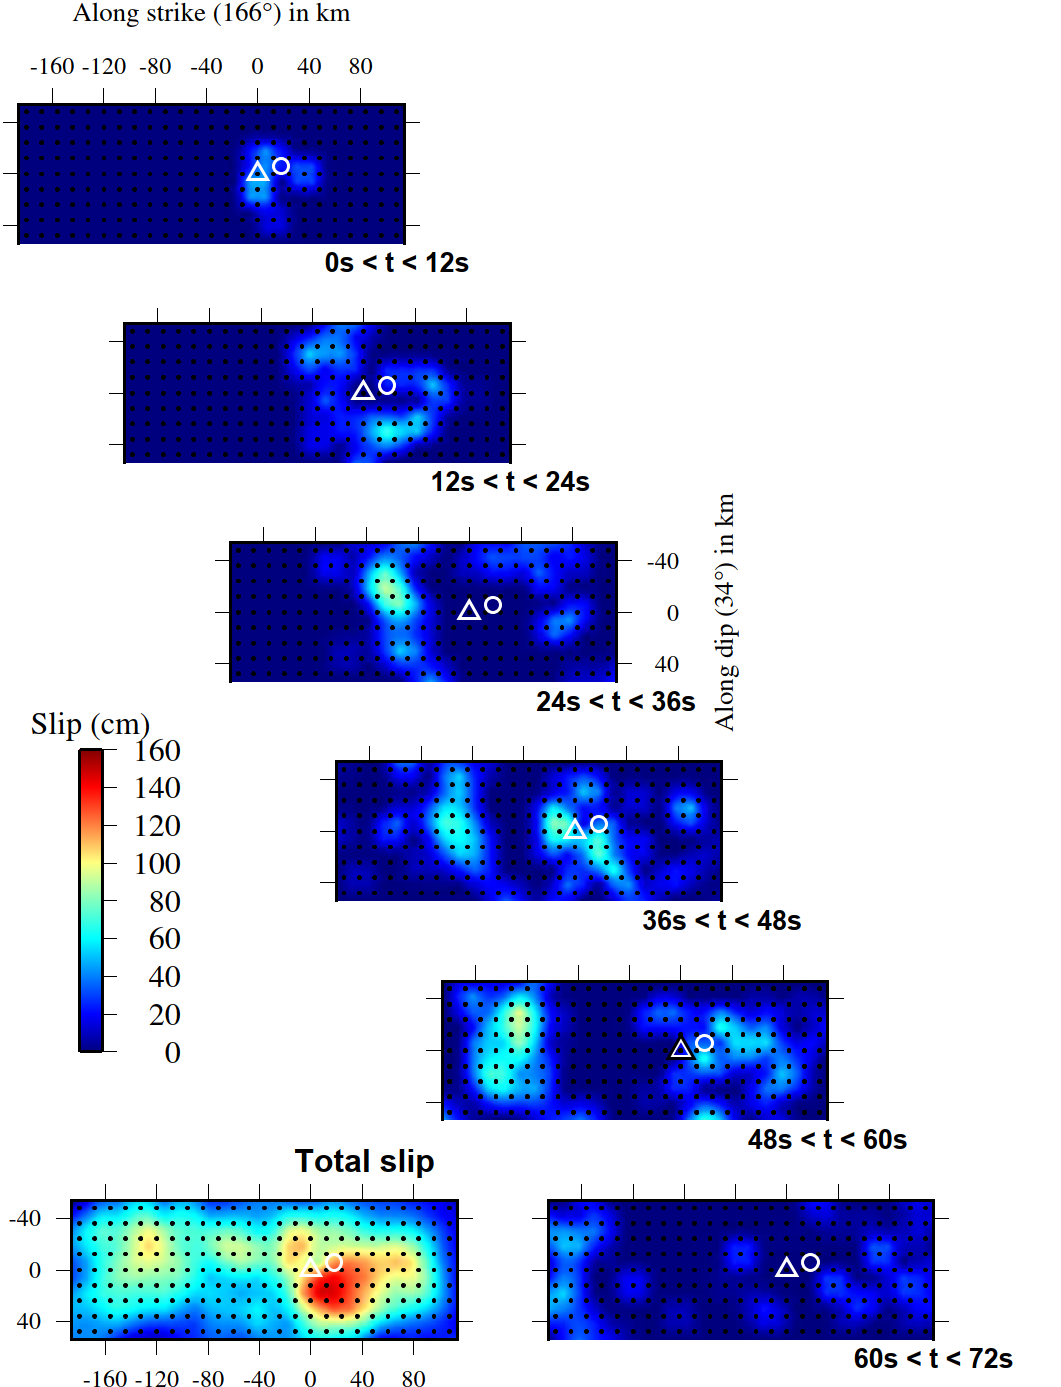 Along strike (166°) in km
-160 -120 -80 -40 0 40 80
0s < t < 12s
12s < t < 24s
Along dip (34°) in km
-40
0
40
24s < t < 36s
Slip (cm)
160
140
120
100
80
60
40
20
0
36s < t < 48s
48s < t < 60s
Total slip
-40
0
40
60s < t < 72s
-160 -120 -80 -40 0 40 80